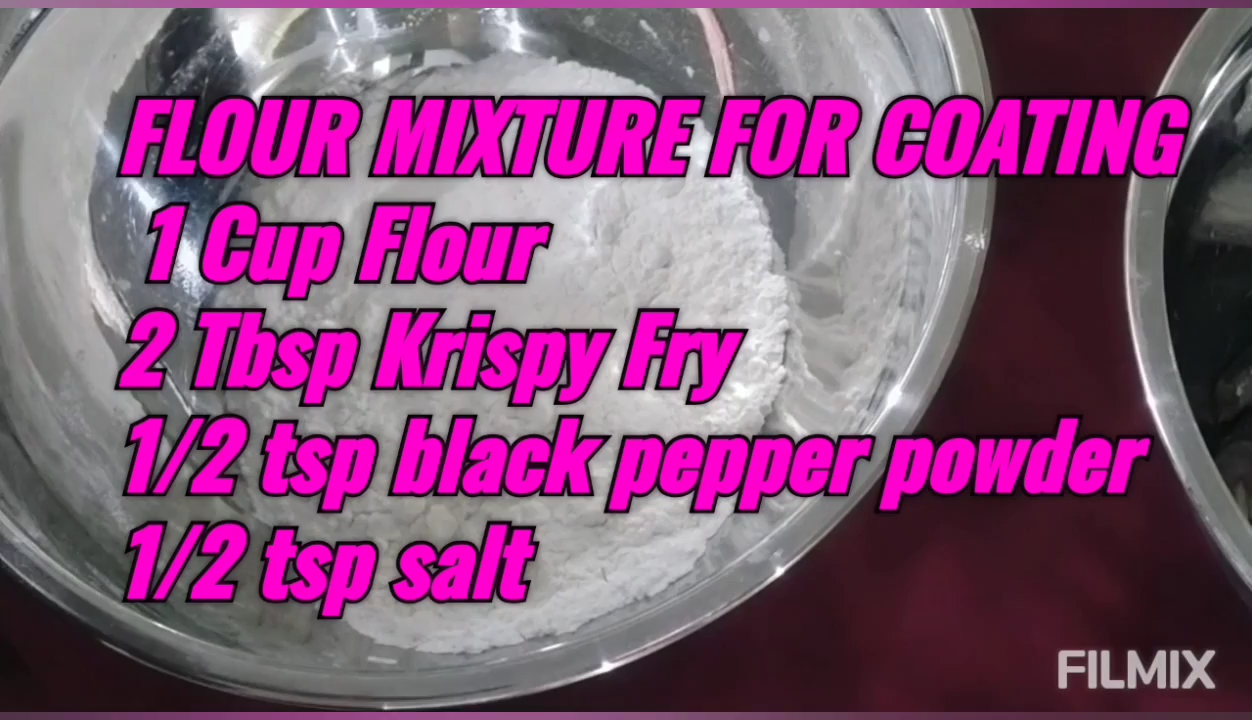 FLOUR MIXTURE FOR COATING
1 Cup Flour
2 Tbsp Krispy Fry
1/2 tsp black pepper powder
1/2 tsp salt
FILMIX